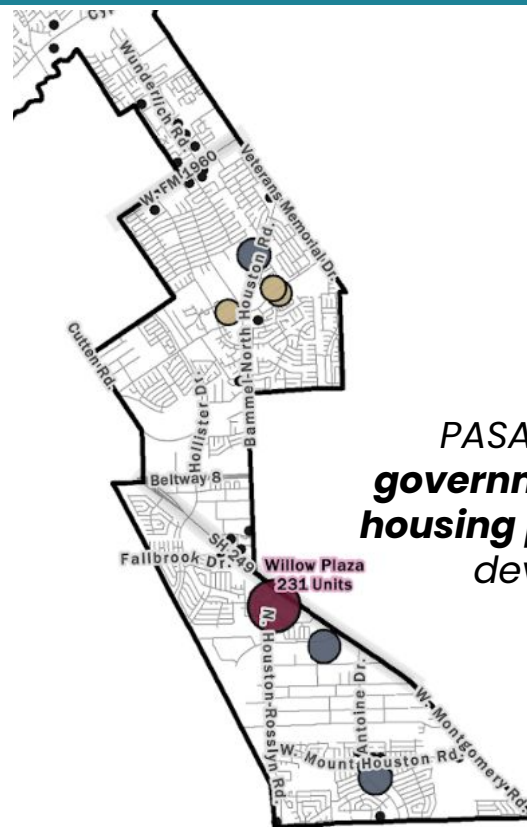 Cy
Wunderlich Rd.
W. FM 1960
Veterans Memorial Dr.
Bammel-North Houston Rd.
Cutten Rd.
Hollister Dr.
PASA
governm
housing p
dev
Beltway 8
SH 249
Fallbrook Dr.
Willow Plaza
231 Units
N. Houston-Rosslyn Rd.
Antoine Dr.
W. Montgomery Rd.
W. Mount Houston Rd.